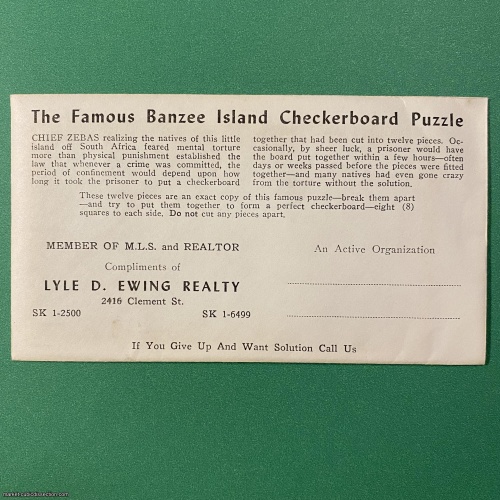 The Famous Banzee Island Checkerboard Puzzle
CHIEF ZEBAS realizing the natives of this little
island off South Africa feared mental torture
more than physical punishment established the
law that whenever a crime was committed, the
period of confinement would depend upon how
long it took the prisoner to put a checkerboard
together that had been cut into twelve pieces. Oc-
casionally, by sheer luck, a prisoner would have
the board put together within a few hours—often
days or weeks passed before the pieces were fitted
together—and many natives had even gone crazy
from the torture without the solution.
These twelve pieces are an exact copy of this famous puzzle—break them apart
—and try to put them together to form a perfect checkerboard—eight (8)
squares to each side. Do not cut any pieces apart.
MEMBER OF M.L.S. and REALTOR
Compliments of
LYLE D. EWING REALTY
2416 Clement St.
SK 1-2500 SK 1-6499
An Active Organization
If You Give Up And Want Solution Call Us
market.cubicdissection.com